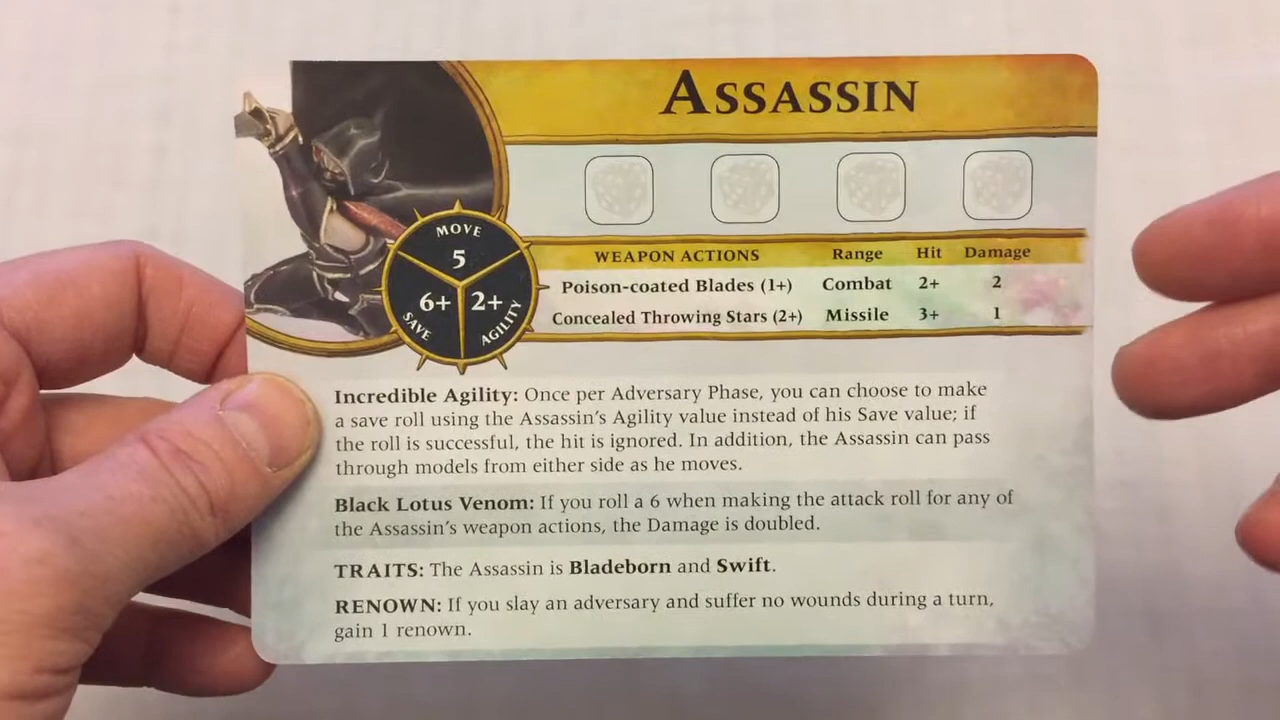 ASSASSIN
MOVE
5
6+ 2+
SAVE AGILITY
WEAPON ACTIONS Range Hit Damage
Poison-coated Blades (1+) Combat 2+ 2
Concealed Throwing Stars (2+) Missile 3+ 1
Incredible Agility: Once per Adversary Phase, you can choose to make
a save roll using the Assassin's Agility value instead of his Save value; if
the roll is successful, the hit is ignored. In addition, the Assassin can pass
through models from either side as he moves.
Black Lotus Venom: If you roll a 6 when making the attack roll for any of
the Assassin's weapon actions, the Damage is doubled.
TRAITS: The Assassin is Bladeborn and Swift.
RENOWN: If you slay an adversary and suffer no wounds during a turn,
gain 1 renown.